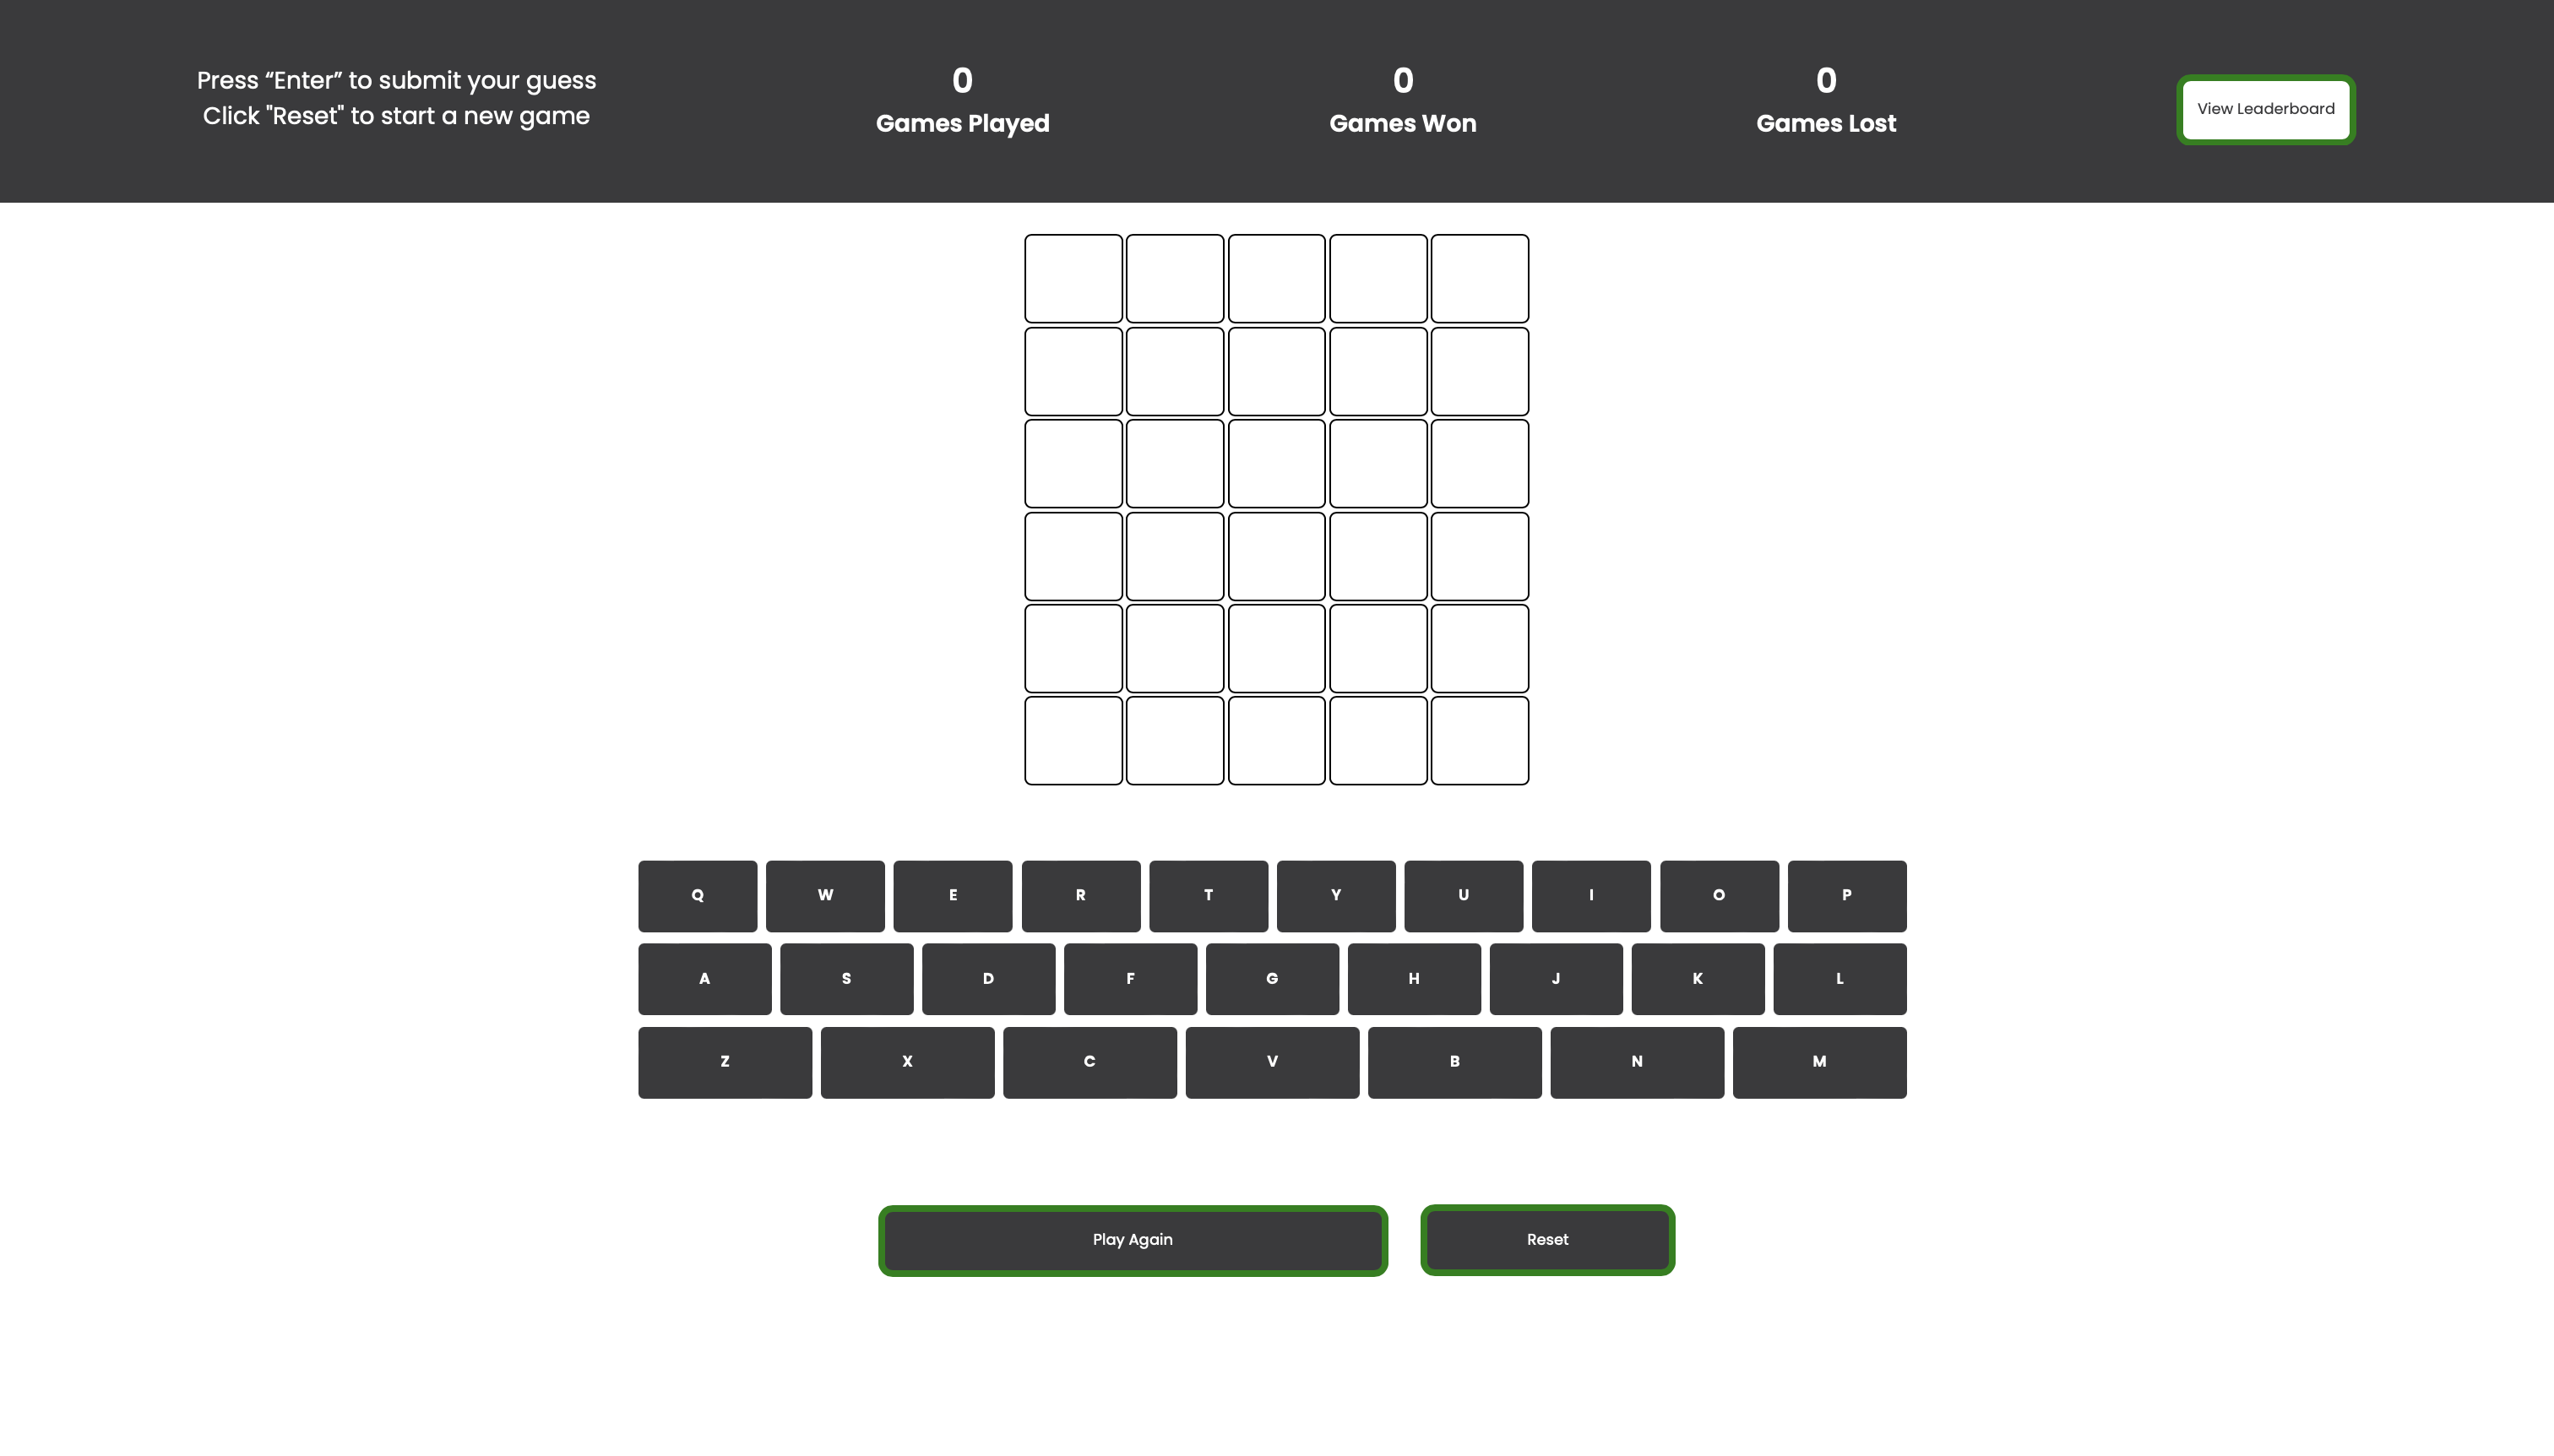 Press “Enter” to submit your guess
Click "Reset" to start a new game
0
Games Played
0
Games Won
0
Games Lost
View Leaderboard
Q W E R T Y U I O P
A S D F G H J K L
Z X C V B N M
Play Again
Reset